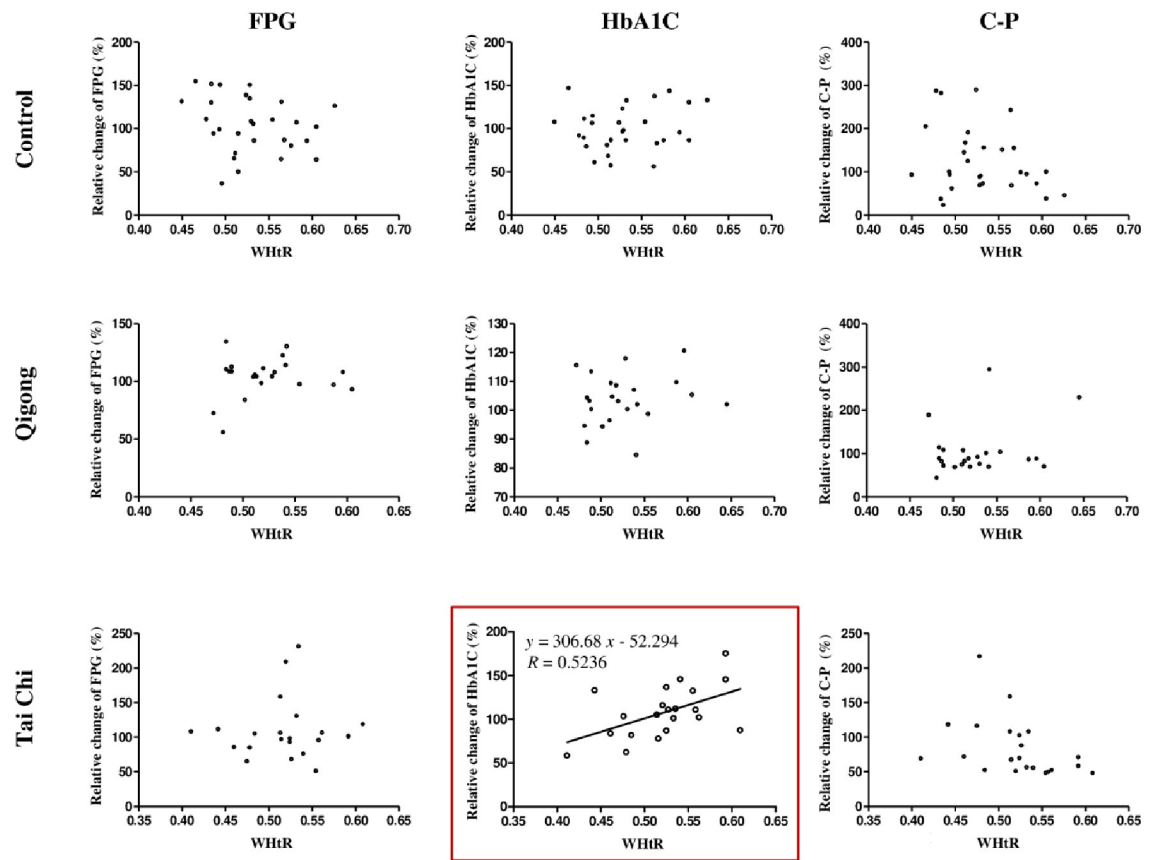 FPG
HbA1C
C-P
Control
Relative change of FPG (%)
200
150
100
50
0
0.40 0.45 0.50 0.55 0.60 0.65 0.70
WHtR
Relative change of HbA1C (%)
200
150
100
50
0
0.40 0.45 0.50 0.55 0.60 0.65 0.70
WHtR
Relative change of C-P (%)
400
300
200
100
0
0.40 0.45 0.50 0.55 0.60 0.65 0.70
WHtR
Qigong
Relative change of FPG (%)
150
100
50
0
0.40 0.45 0.50 0.55 0.60 0.65
WHtR
Relative change of HbA1C (%)
130
120
110
100
90
80
70
0.40 0.45 0.50 0.55 0.60 0.65 0.70
WHtR
Relative change of C-P (%)
400
300
200
100
0
0.40 0.45 0.50 0.55 0.60 0.65 0.70
WHtR
Tai Chi
Relative change of FPG (%)
250
200
150
100
50
0
0.35 0.40 0.45 0.50 0.55 0.60 0.65
WHtR
Relative change of HbA1C (%)
y = 306.68 x - 52.294
R = 0.5236
200
150
100
50
0
0.35 0.40 0.45 0.50 0.55 0.60 0.65
WHtR
Relative change of C-P (%)
250
200
150
100
50
0
0.35 0.40 0.45 0.50 0.55 0.60 0.65
WHtR